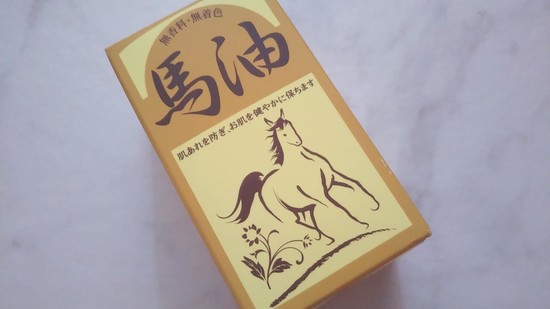 無香料・無着色
馬油
肌あれを防ぎ、お肌を健やかに保ちます